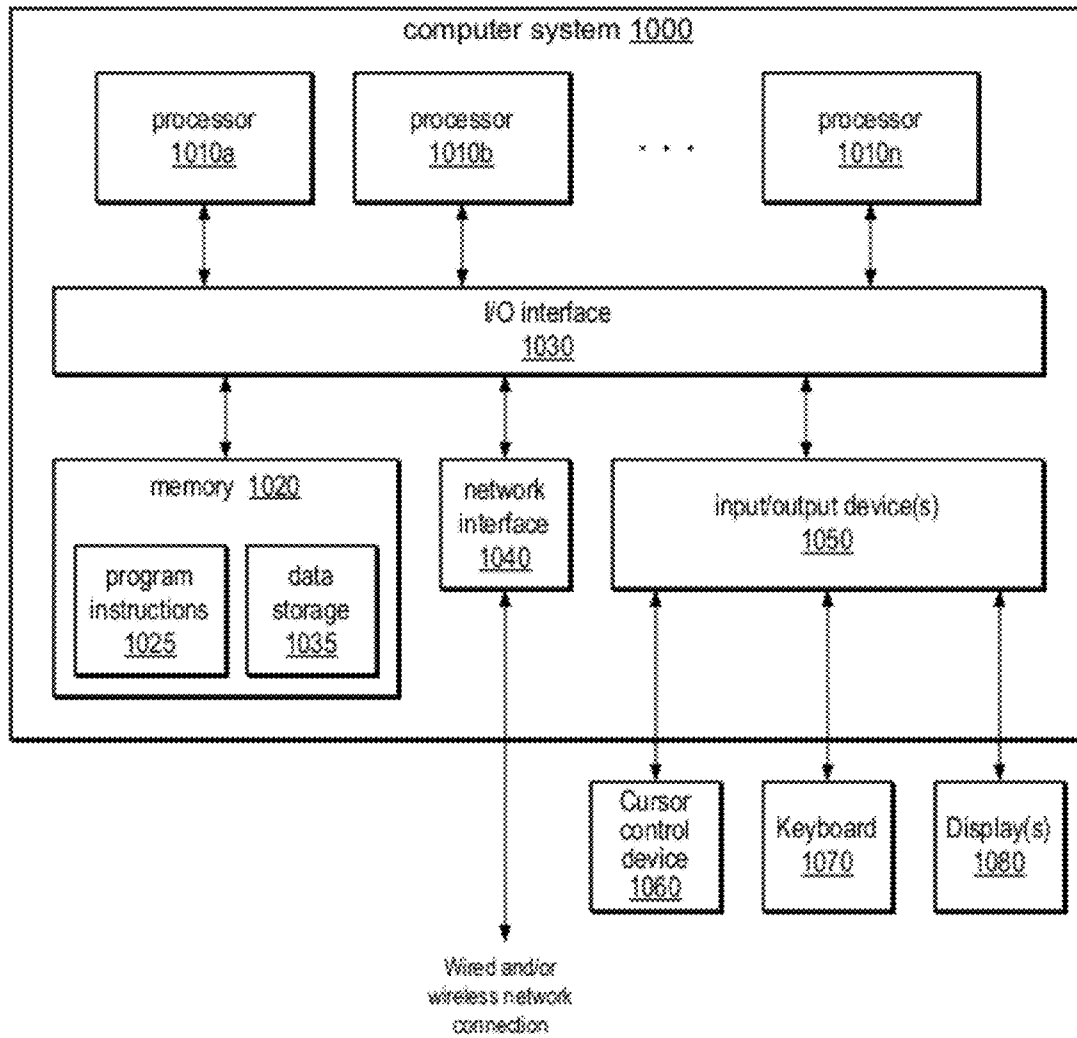 computer system 1000
processor
1010a
processor
1010b
. . .
processor
1010n
I/O interface
1030
memory 1020
program
instructions
1025
data
storage
1035
network
interface
1040
input/output device(s)
1050
Cursor
control
device
1060
Keyboard
1070
Display(s)
1080
Wired and/or
wireless network
connection